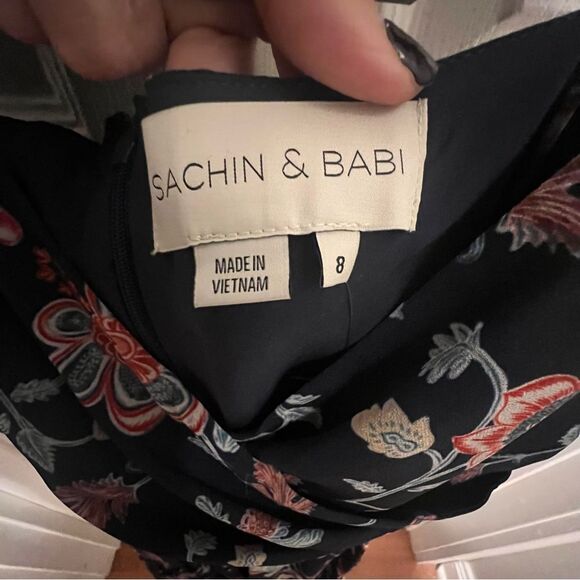 SACHIN & BABI
MADE IN
VIETNAM
8